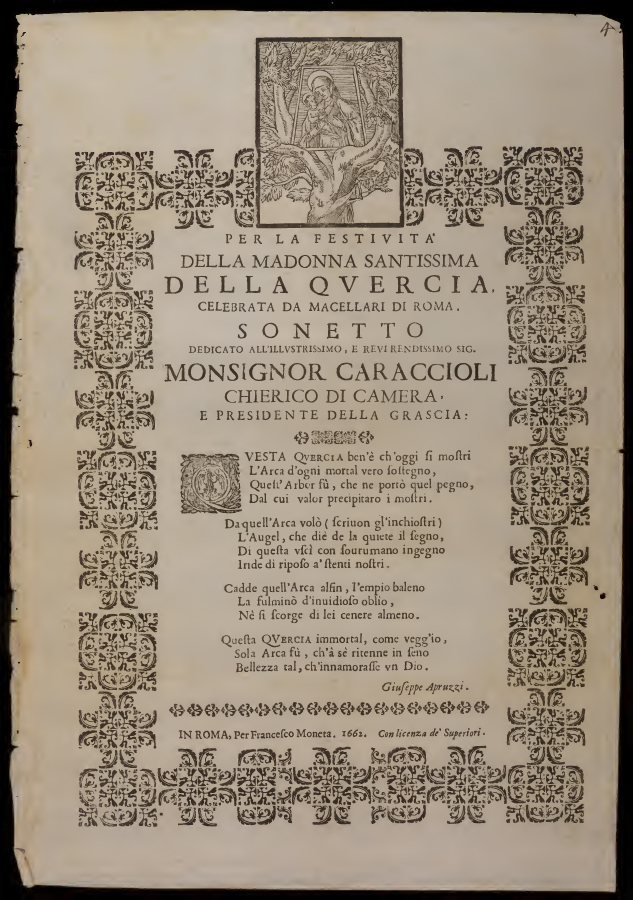 PER LA FESTIVITA'
DELLA MADONNA SANTISSIMA
DELLA QVERCIA,
CELEBRATA DA MACELLARI DI ROMA.
SONETTO
DEDICATO ALL'ILLVSTRISSIMO, E REVERENDISSIMO SIG.
MONSIGNOR CARACCIOLI
CHIERICO DI CAMERA,
E PRESIDENTE DELLA GRASCIA:
QVESTA QVERCIA ben'è ch'oggi ſi moſtri
L'Arca d'ogni mortal vero ſoſtegno,
Queſt'Arbor fù, che ne portò quel pegno,
Dal cui valor precipitaro i moſtri.
Da quell'Arca volò (ſcriuon gl'inchioſtri)
L'Augel, che diè de la quiete il ſegno,
Di queſta vſcì con ſourumano ingegno
Iride di ripoſo a' ſtenti noſtri.
Cadde quell'Arca alfin, l'empio baleno
La fulminò d'inuidioſo oblio,
Nè ſi ſcorge di lei cenere almeno.
Queſta QVERCIA immortal, come vegg'io,
Sola Arca fù, ch'à sè ritenne in ſeno
Bellezza tal, ch'innamoraſſe vn Dio.
Giuſeppe Apruzzi.
IN ROMA, Per Franceſco Moneta. 1662. Con licenza de' Superiori.